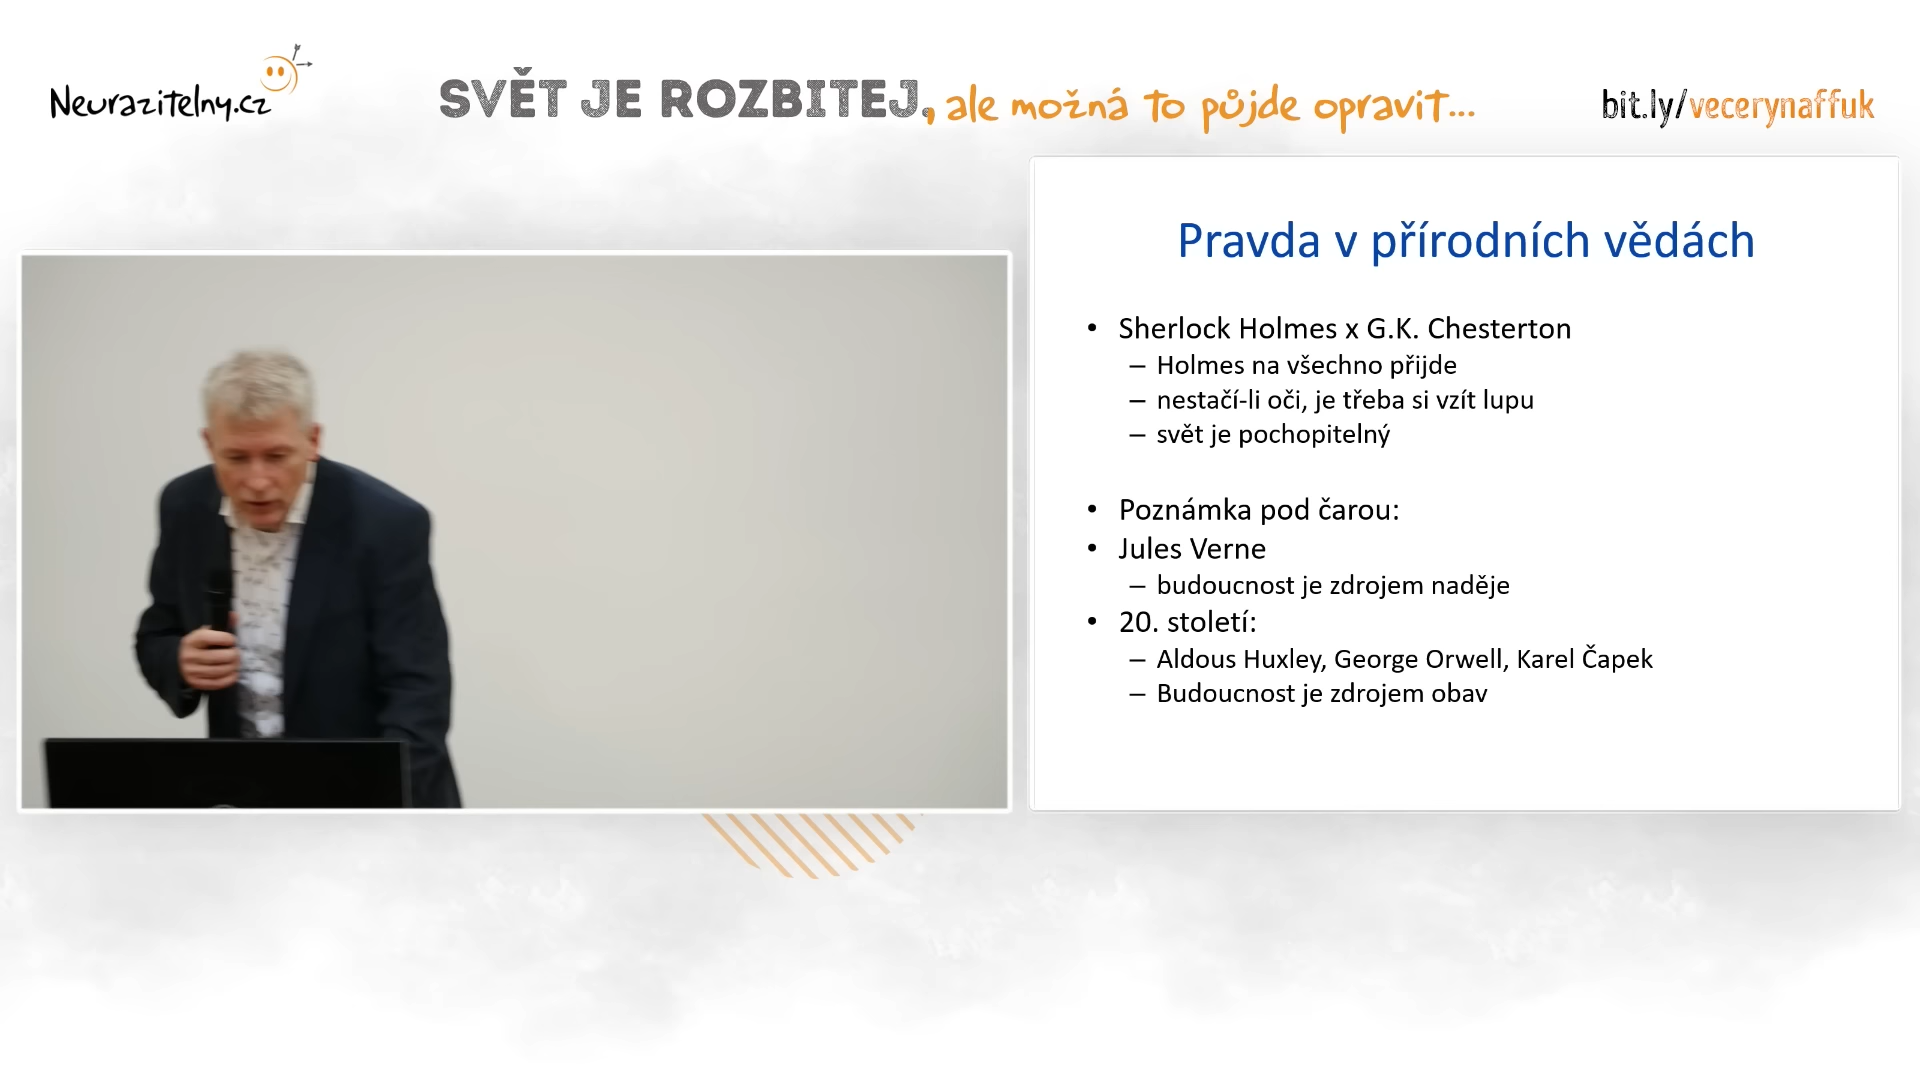 Neurazitelny.cz
SVĚT JE ROZBITEJ, ale možná to půjde opravit...
bit.ly/vecerynaffuk
Pravda v přírodních vědách
• Sherlock Holmes x G.K. Chesterton
– Holmes na všechno přijde
– nestačí-li oči, je třeba si vzít lupu
– svět je pochopitelný
• Poznámka pod čarou:
• Jules Verne
– budoucnost je zdrojem naděje
• 20. století:
– Aldous Huxley, George Orwell, Karel Čapek
– Budoucnost je zdrojem obav